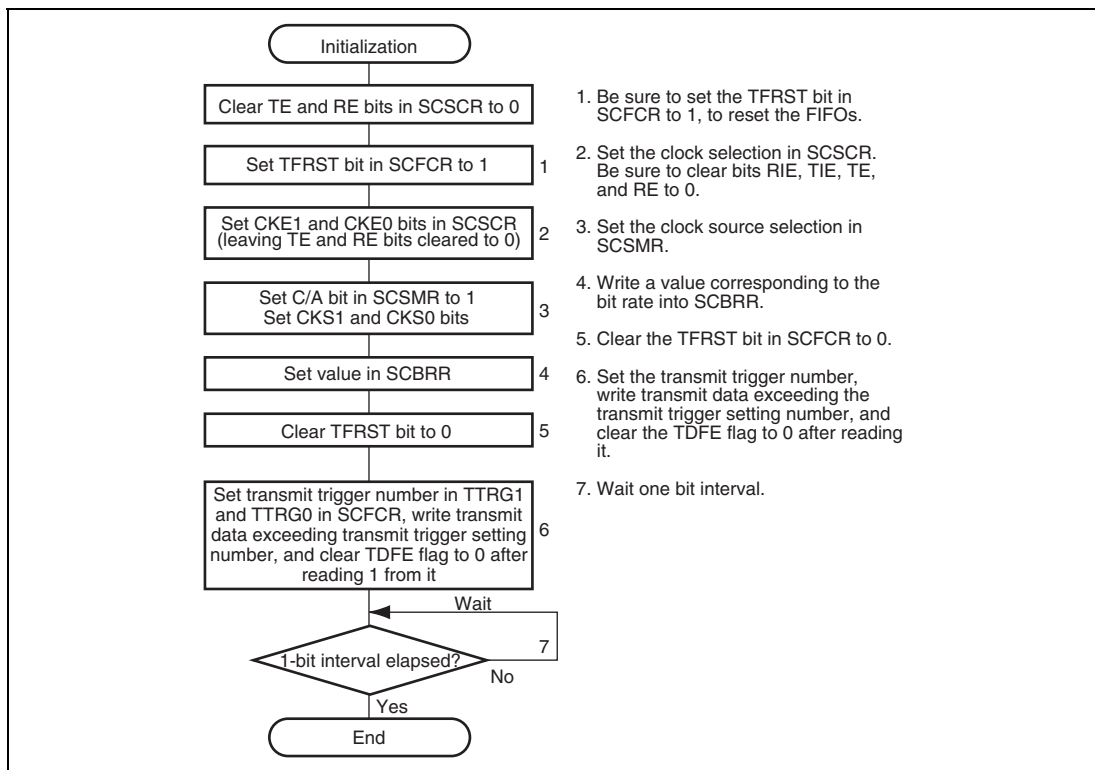 Initialization
Clear TE and RE bits in SCSCR to 0
Set TFRST bit in SCFCR to 1
1
Set CKE1 and CKE0 bits in SCSCR
(leaving TE and RE bits cleared to 0)
2
Set C/A bit in SCSMR to 1
Set CKS1 and CKS0 bits
3
Set value in SCBRR
4
Clear TFRST bit to 0
5
Set transmit trigger number in TTRG1
and TTRG0 in SCFCR, write transmit
data exceeding transmit trigger setting
number, and clear TDFE flag to 0 after
reading 1 from it
6
Wait
1-bit interval elapsed?
7
No
Yes
End
1. Be sure to set the TFRST bit in
SCFCR to 1, to reset the FIFOs.
2. Set the clock selection in SCSCR.
Be sure to clear bits RIE, TIE, TE,
and RE to 0.
3. Set the clock source selection in
SCSMR.
4. Write a value corresponding to the
bit rate into SCBRR.
5. Clear the TFRST bit in SCFCR to 0.
6. Set the transmit trigger number,
write transmit data exceeding the
transmit trigger setting number, and
clear the TDFE flag to 0 after reading
it.
7. Wait one bit interval.